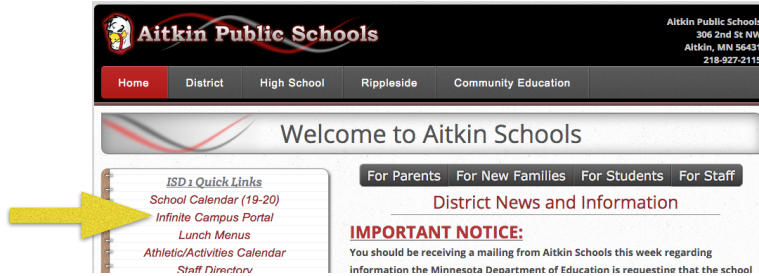 Aitkin Public Schools
Aitkin Public Schools
306 2nd St NW
Aitkin, MN 56431
218-927-2115
Home District High School Rippleside Community Education
Welcome to Aitkin Schools
ISD 1 Quick Links
School Calendar (19-20)
Infinite Campus Portal
Lunch Menus
Athletic/Activities Calendar
Staff Directory
For Parents For New Families For Students For Staff
District News and Information
IMPORTANT NOTICE:
You should be receiving a mailing from Aitkin Schools this week regarding
information the Minnesota Department of Education is requesting that the school